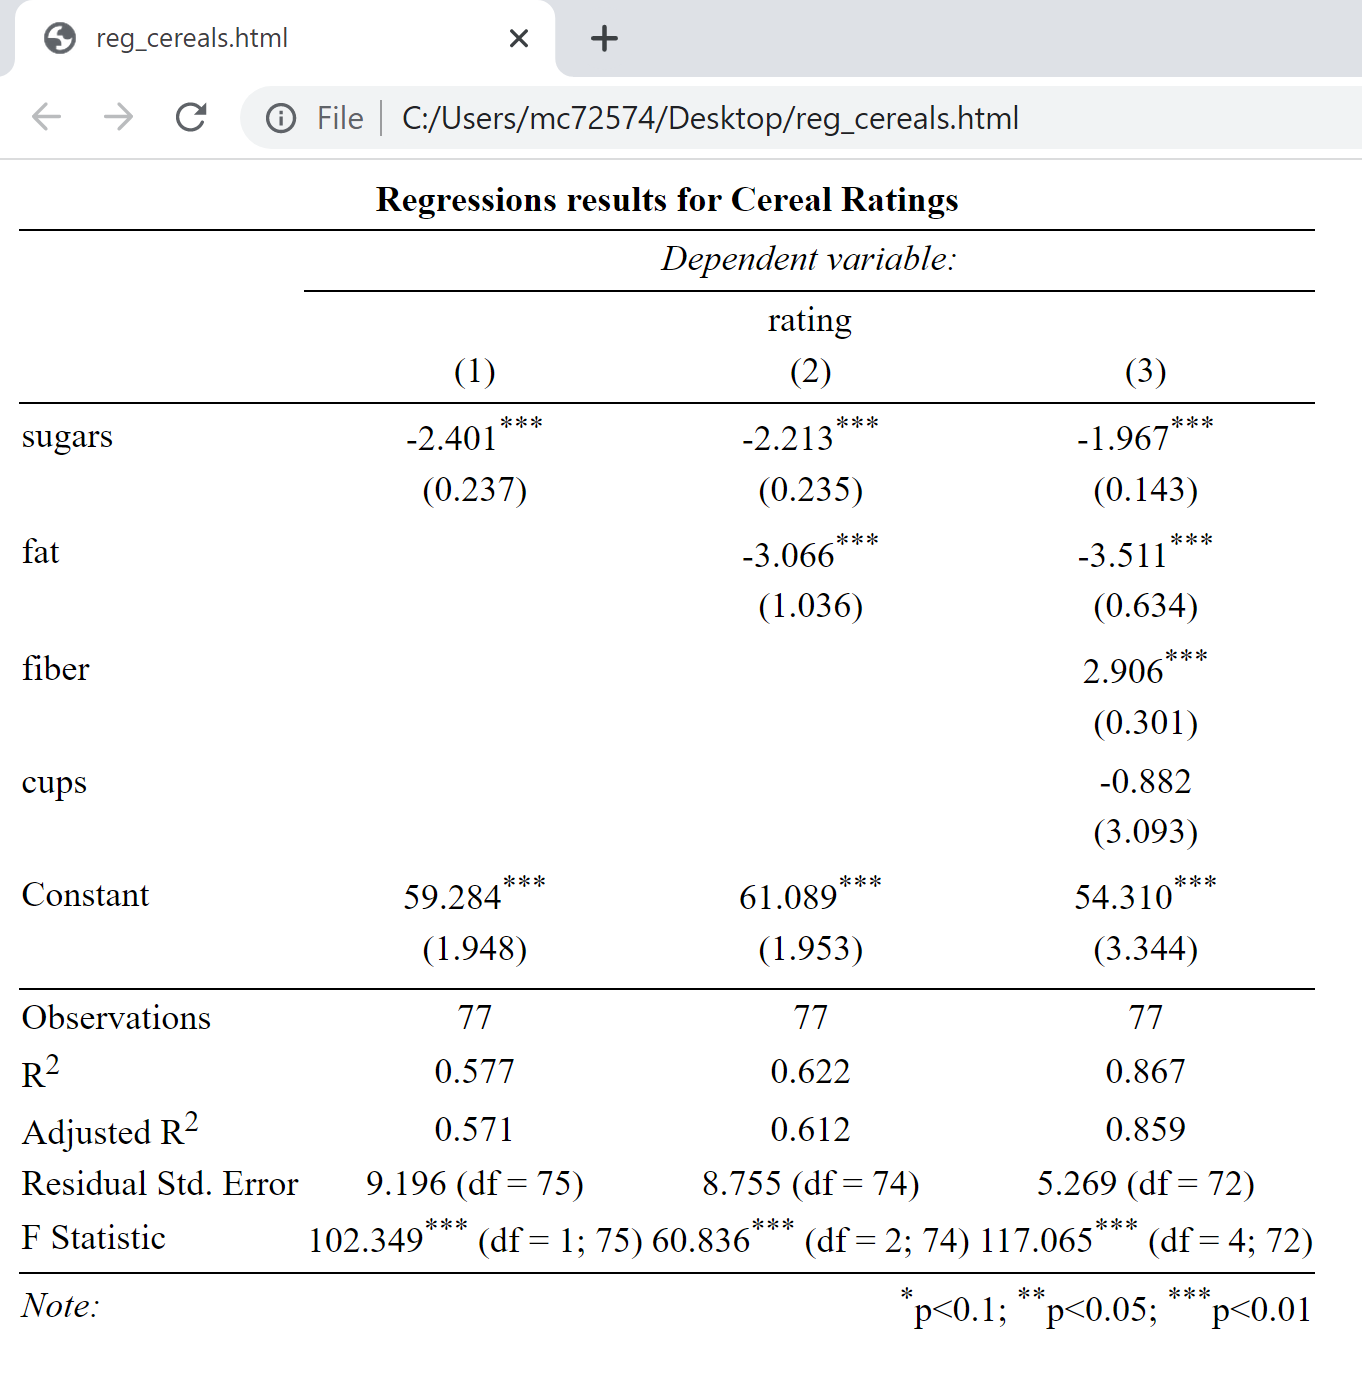 reg_cereals.html
File C:/Users/mc72574/Desktop/reg_cereals.html
Regressions results for Cereal Ratings
Dependent variable:
rating
(1) (2) (3)
sugars -2.401*** -2.213*** -1.967***
(0.237) (0.235) (0.143)
fat -3.066*** -3.511***
(1.036) (0.634)
fiber 2.906***
(0.301)
cups -0.882
(3.093)
Constant 59.284*** 61.089*** 54.310***
(1.948) (1.953) (3.344)
Observations 77 77 77
R² 0.577 0.622 0.867
Adjusted R² 0.571 0.612 0.859
Residual Std. Error 9.196 (df = 75) 8.755 (df = 74) 5.269 (df = 72)
F Statistic 102.349*** (df = 1; 75) 60.836*** (df = 2; 74) 117.065*** (df = 4; 72)
Note: *p<0.1; **p<0.05; ***p<0.01